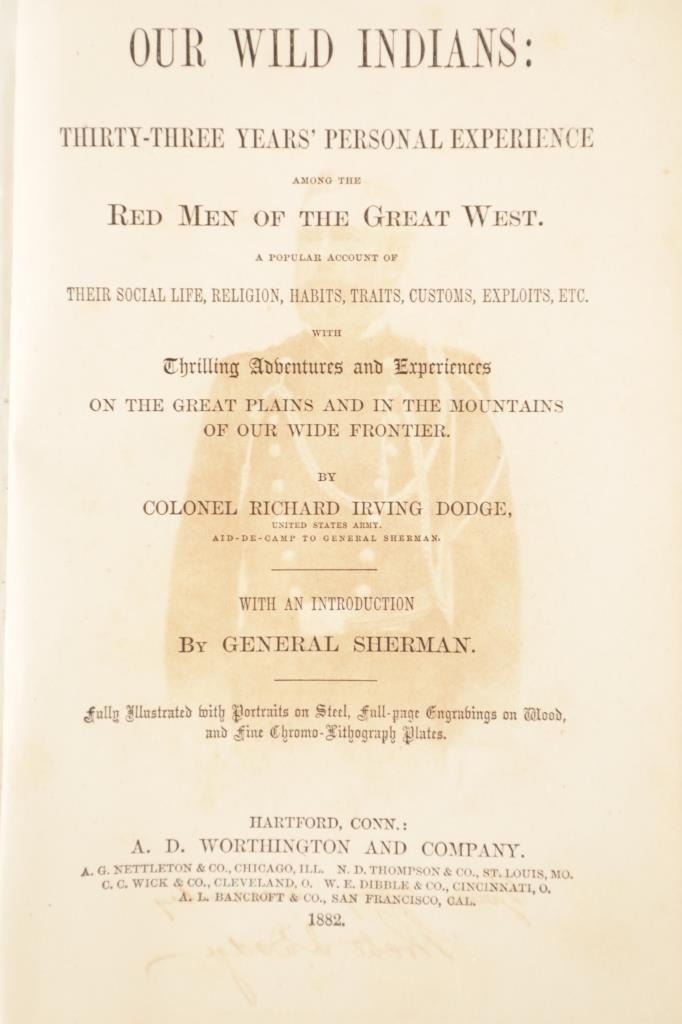 OUR WILD INDIANS:
THIRTY-THREE YEARS' PERSONAL EXPERIENCE
AMONG THE
RED MEN OF THE GREAT WEST.
A POPULAR ACCOUNT OF
THEIR SOCIAL LIFE, RELIGION, HABITS, TRAITS, CUSTOMS, EXPLOITS, ETC.
WITH
Thrilling Adventures and Experiences
ON THE GREAT PLAINS AND IN THE MOUNTAINS
OF OUR WIDE FRONTIER.
BY
COLONEL RICHARD IRVING DODGE,
UNITED STATES ARMY.
AID-DE-CAMP TO GENERAL SHERMAN.
WITH AN INTRODUCTION
BY GENERAL SHERMAN.
Fully Illustrated with Portraits on Steel, Full-page Engravings on Wood,
and Fine Chromo-Lithograph Plates.
HARTFORD, CONN.:
A. D. WORTHINGTON AND COMPANY.
A. G. NETTLETON & CO., CHICAGO, ILL. N. D. THOMPSON & CO., ST. LOUIS, MO.
C. C. WICK & CO., CLEVELAND, O. W. E. DIBBLE & CO., CINCINNATI, O.
A. L. BANCROFT & CO., SAN FRANCISCO, CAL.
1882.